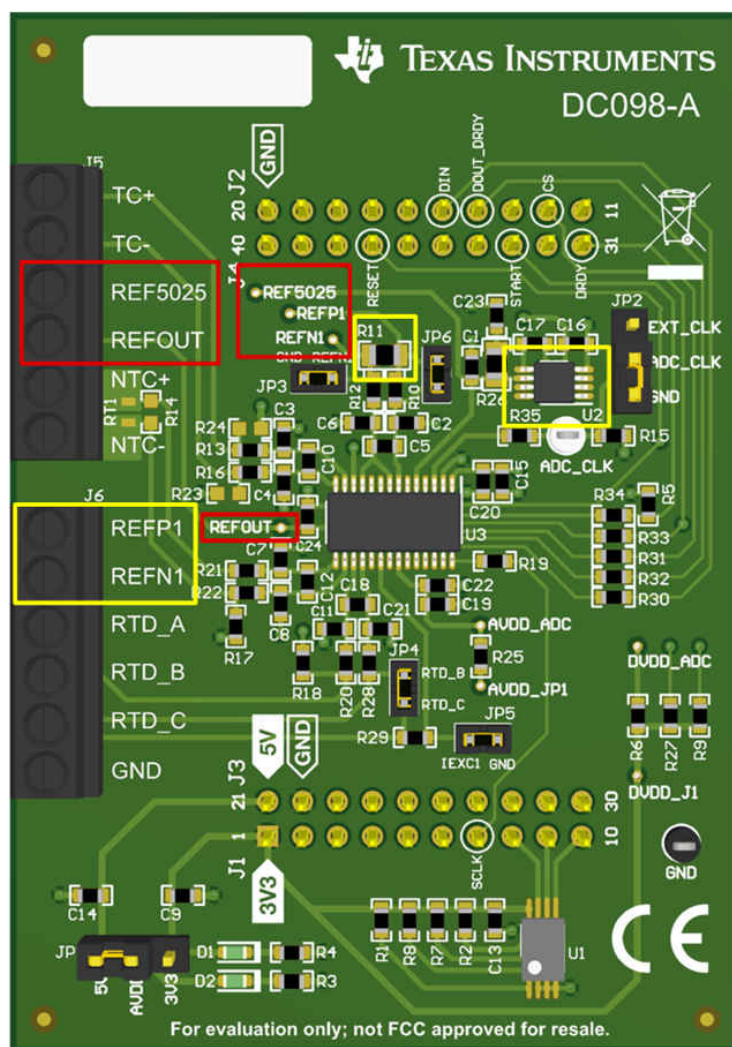 TEXAS INSTRUMENTS
DC098-A
J5
TC+
TC-
REF5025
REFOUT
NTC+
NTC-
RT1
R14
J2
GND
20
40
DIN
DOUT_DRDY
CS
11
31
RESET
START
DRDY
REF5025
REFP1
REFN1
R11
GND REFN1
JP3
JP6
C23
C1
C17
C16
JP2
EXT_CLK
ADC_CLK
GND
R12
R10
R26
U2
R35
R15
ADC_CLK
C6
C2
C5
C3
R24
R13
R16
C10
C4
R23
C15
C20
J6
REFP1
REFN1
RTD_A
RTD_B
RTD_C
GND
REFOUT
C24
U3
R34
R5
R33
R31
R32
R30
C7
R19
R21
R22
C12
C8
R17
C18
C11
C21
C22
C19
AVDD_ADC
R25
AVDD_JP1
R18
R20
R28
JP4
RTD_B
RTD_C
R29
JP5
IEXC1 GND
DVDD_ADC
R6
R27
R9
DVDD_J1
5V
GND
J3
21
30
J1
1
10
3V3
SCLK
GND
C14
C9
JP
5V
AVDD
3V3
D1
R4
D2
R3
R1
R8
R7
R2
C13
U1
CE
For evaluation only; not FCC approved for resale.